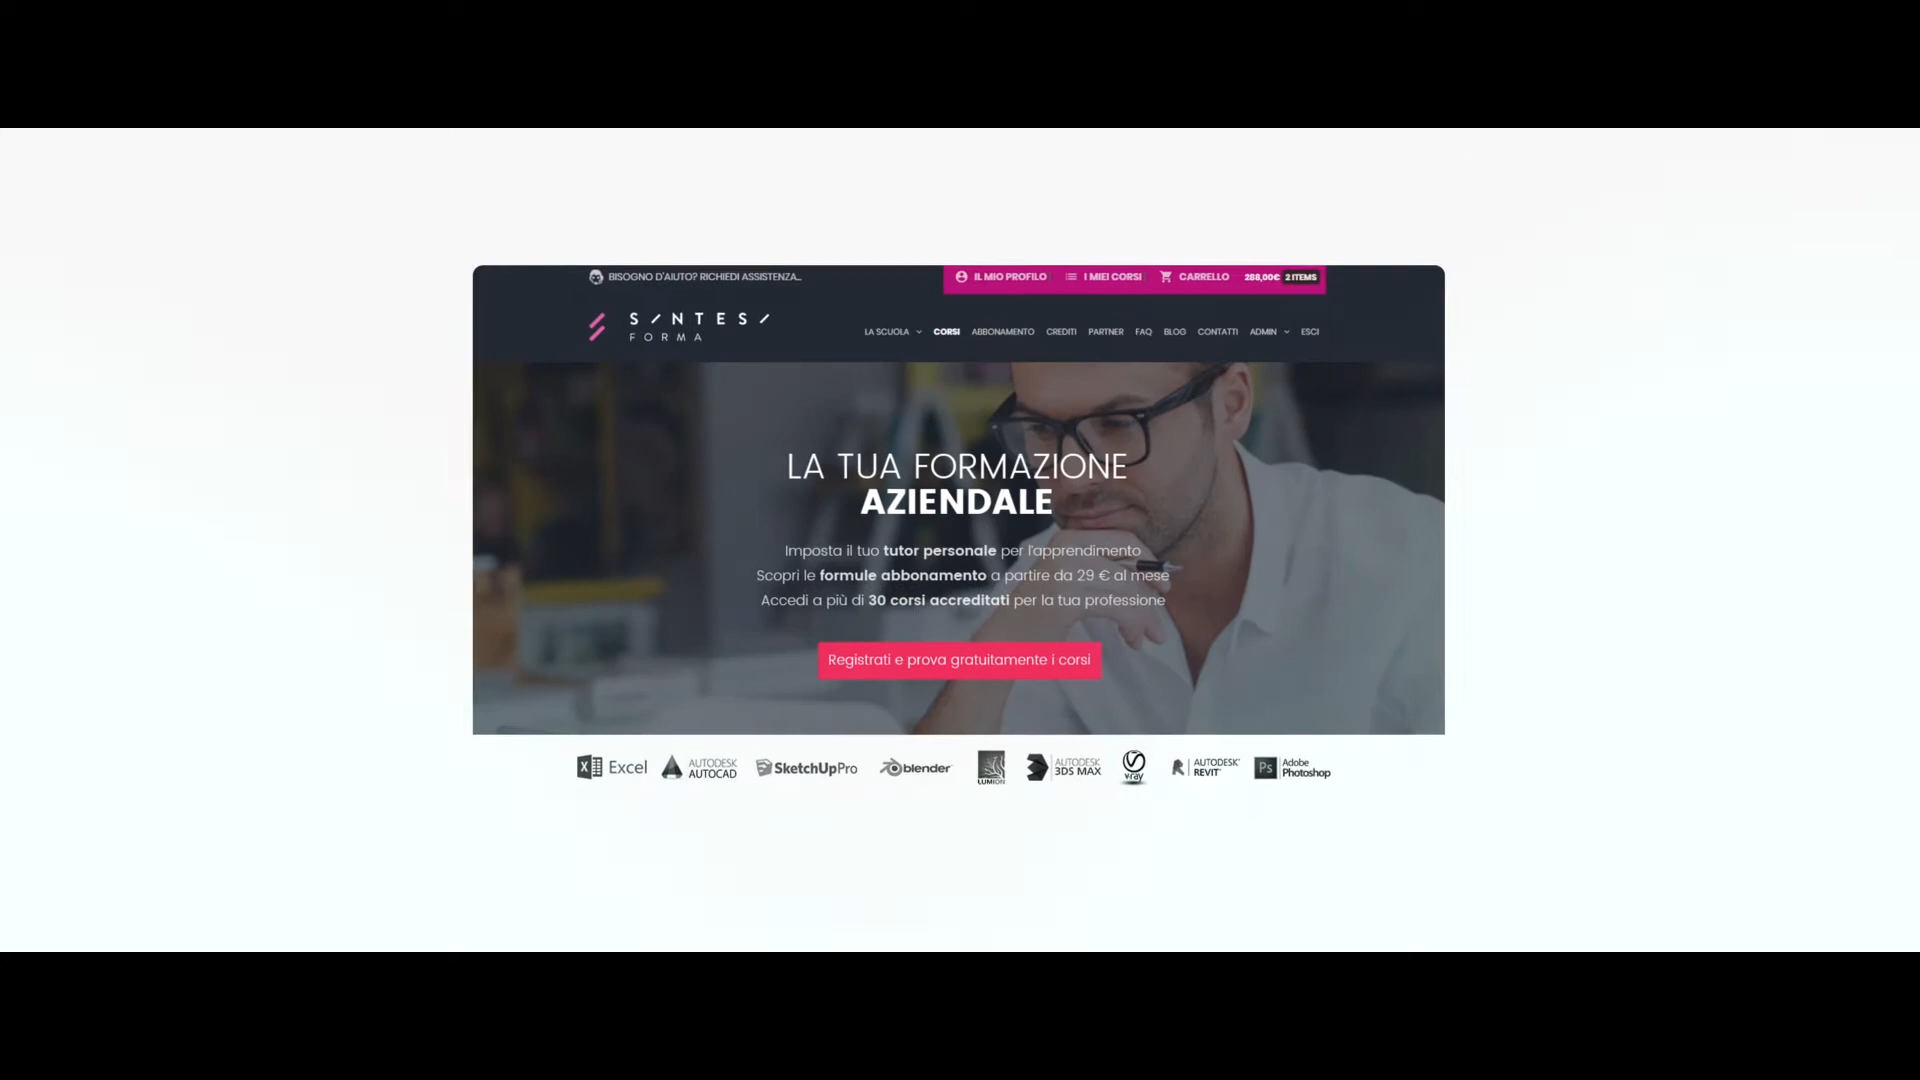 BISOGNO D'AIUTO? RICHIEDI ASSISTENZA...
IL MIO PROFILO I MIEI CORSI CARRELLO 288,00€ 2 ITEMS
SINTESI
FORMA
LA SCUOLA CORSI ABBONAMENTO CREDITI PARTNER FAQ BLOG CONTATTI ADMIN ESCI
LA TUA FORMAZIONE
AZIENDALE
Imposta il tuo tutor personale per l'apprendimento
Scopri le formule abbonamento a partire da 29 € al mese
Accedi a più di 30 corsi accreditati per la tua professione
Registrati e prova gratuitamente i corsi
Excel
AUTODESK
AUTOCAD
SketchUpPro
blender
LUMION
AUTODESK
3DS MAX
v·ray
AUTODESK
REVIT
Ps Adobe
Photoshop